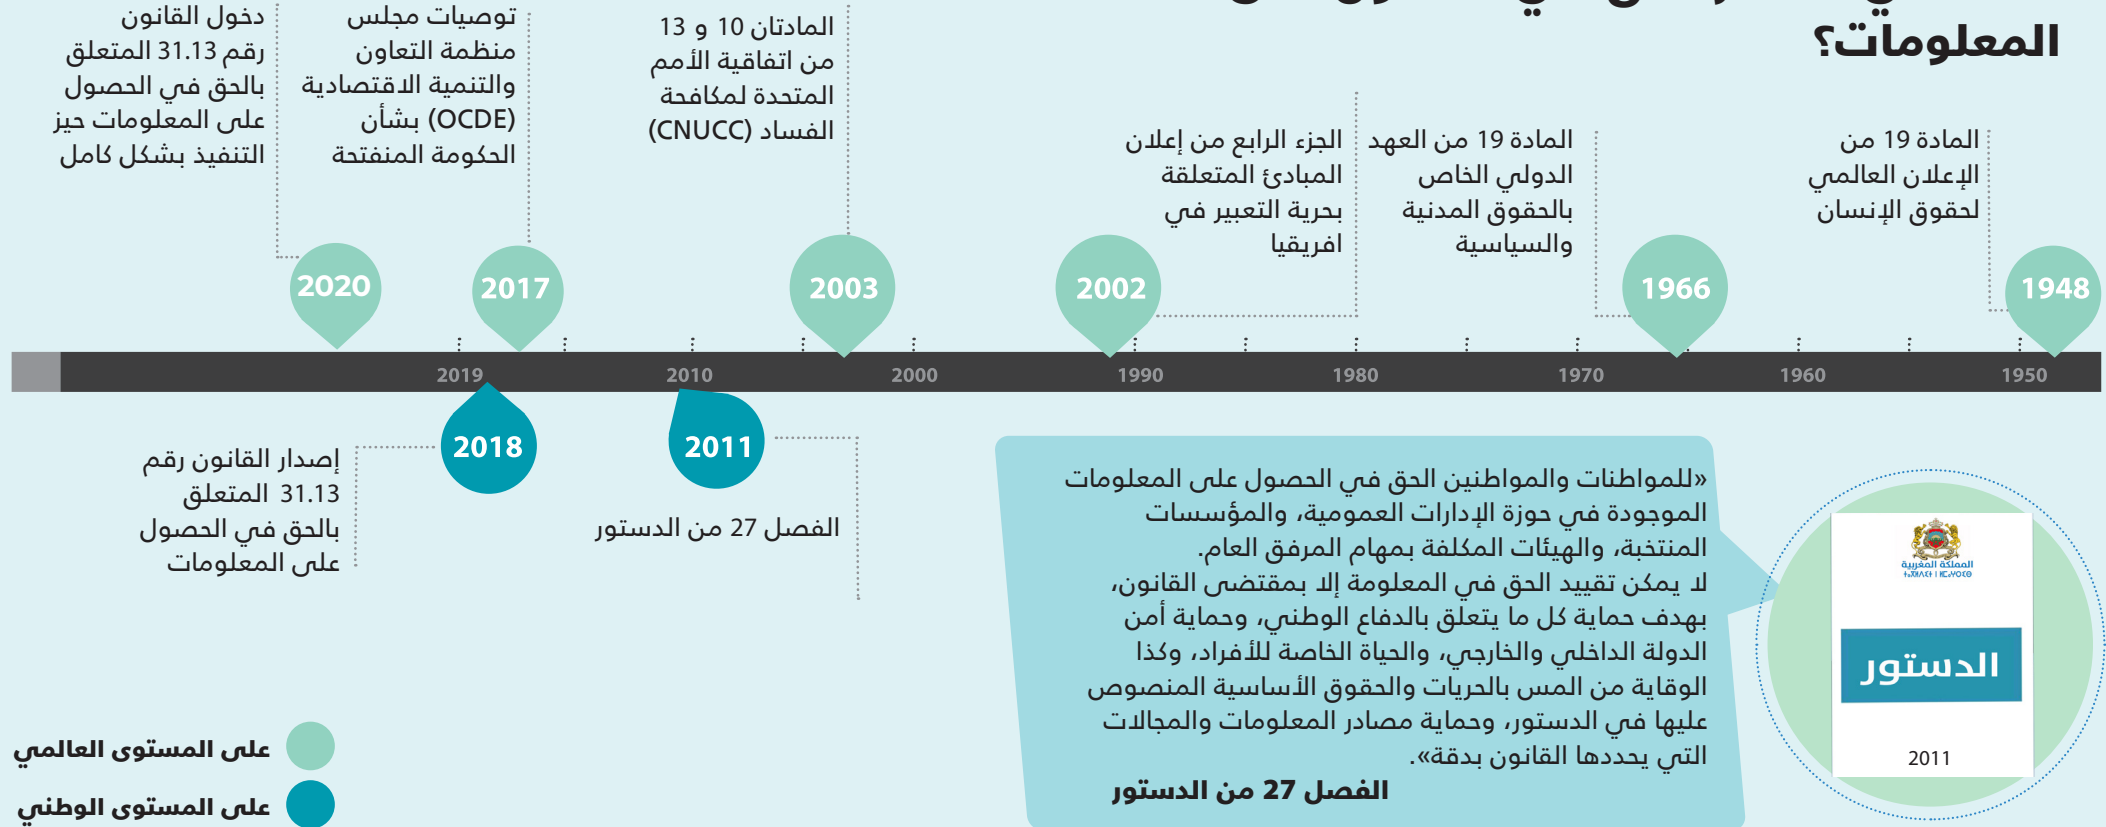 المعلومات؟
المادة 19 من
الإعلان العالمي
لحقوق الإنسان
1948
المادة 19 من العهد
الدولي الخاص
بالحقوق المدنية
والسياسية
1966
الجزء الرابع من إعلان
المبادئ المتعلقة
بحرية التعبير في
افريقيا
2002
المادتان 10 و 13
من اتفاقية الأمم
المتحدة لمكافحة
الفساد (CNUCC)
2003
توصيات مجلس
منظمة التعاون
والتنمية الاقتصادية
(OCDE) بشأن
الحكومة المنفتحة
2017
دخول القانون
رقم 31.13 المتعلق
بالحق في الحصول
على المعلومات حيز
التنفيذ بشكل كامل
2020
1950
1960
1970
1980
1990
2000
2010
2019
2011
الفصل 27 من الدستور
2018
إصدار القانون رقم
31.13 المتعلق
بالحق في الحصول
على المعلومات
المملكة المغربية
ⵜⴰⴳⵍⴷⵉⵜ ⵏ ⵍⵎⵖⵔⵉⴱ
الدستور
2011
«للمواطنات والمواطنين الحق في الحصول على المعلومات
الموجودة في حوزة الإدارات العمومية، والمؤسسات
المنتخبة، والهيئات المكلفة بمهام المرفق العام.
لا يمكن تقييد الحق في المعلومة إلا بمقتضى القانون،
بهدف حماية كل ما يتعلق بالدفاع الوطني، وحماية أمن
الدولة الداخلي والخارجي، والحياة الخاصة للأفراد، وكذا
الوقاية من المس بالحريات والحقوق الأساسية المنصوص
عليها في الدستور، وحماية مصادر المعلومات والمجالات
التي يحددها القانون بدقة».
الفصل 27 من الدستور
على المستوى العالمي
على المستوى الوطني